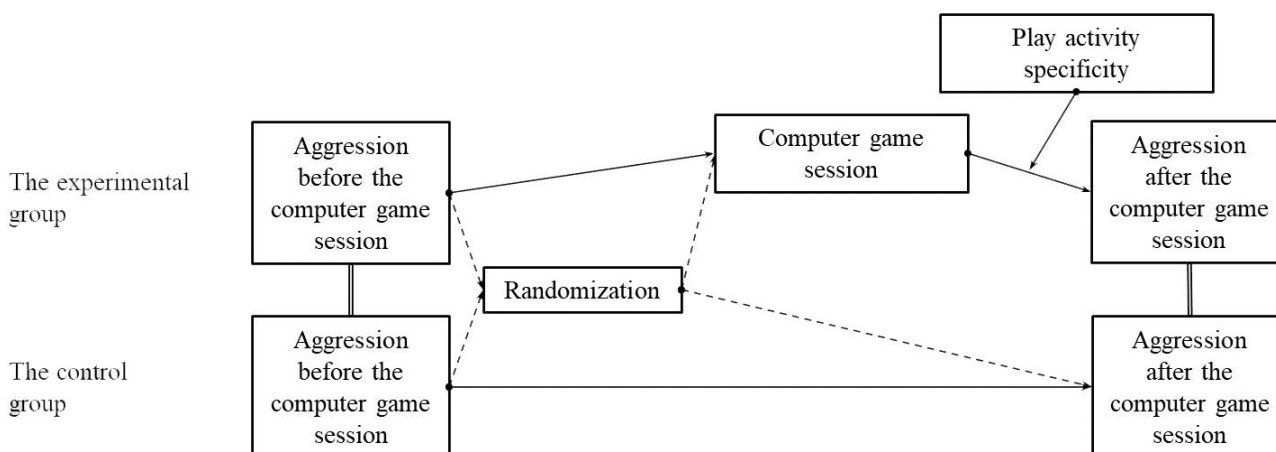 Play activity
specificity
The experimental
group
Aggression
before the
computer game
session
Computer game
session
Aggression
after the
computer game
session
Randomization
The control
group
Aggression
before the
computer game
session
Aggression
after the
computer game
session